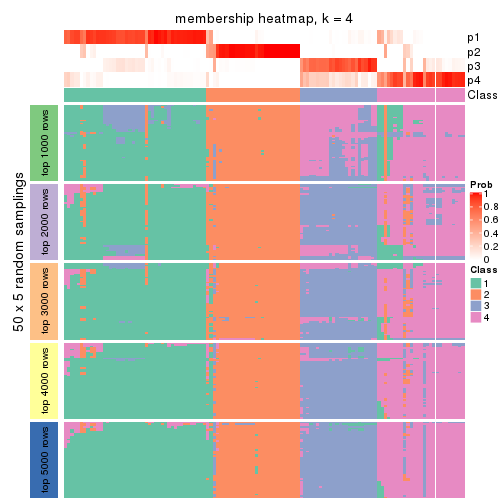 membership heatmap, k = 4
p1
p2
p3
p4
Class
50 x 5 random samplings
top 1000 rows
top 2000 rows
top 3000 rows
top 4000 rows
top 5000 rows
Prob
1
0.8
0.6
0.4
0.2
0
Class
1
2
3
4